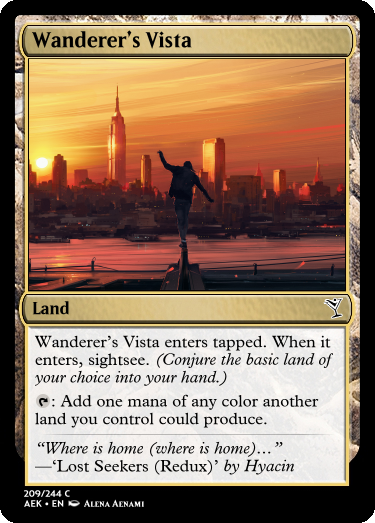 Wanderer's Vista
Land
Wanderer's Vista enters tapped. When it
enters, sightsee. (Conjure the basic land of
your choice into your hand.)
: Add one mana of any color another
land you control could produce.
“Where is home (where is home)…”
—‘Lost Seekers (Redux)’ by Hyacin
209/244 C
AEK • EN Alena Aenami